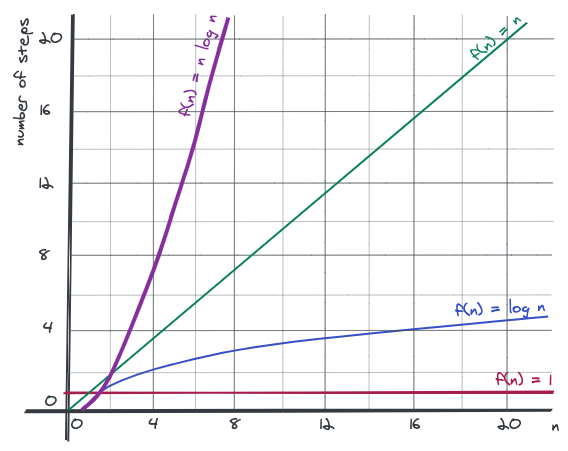 number of steps
20
16
12
8
4
0
f(n) = n log n
f(n) = n
f(n) = log n
f(n) = 1
0 4 8 12 16 20 n